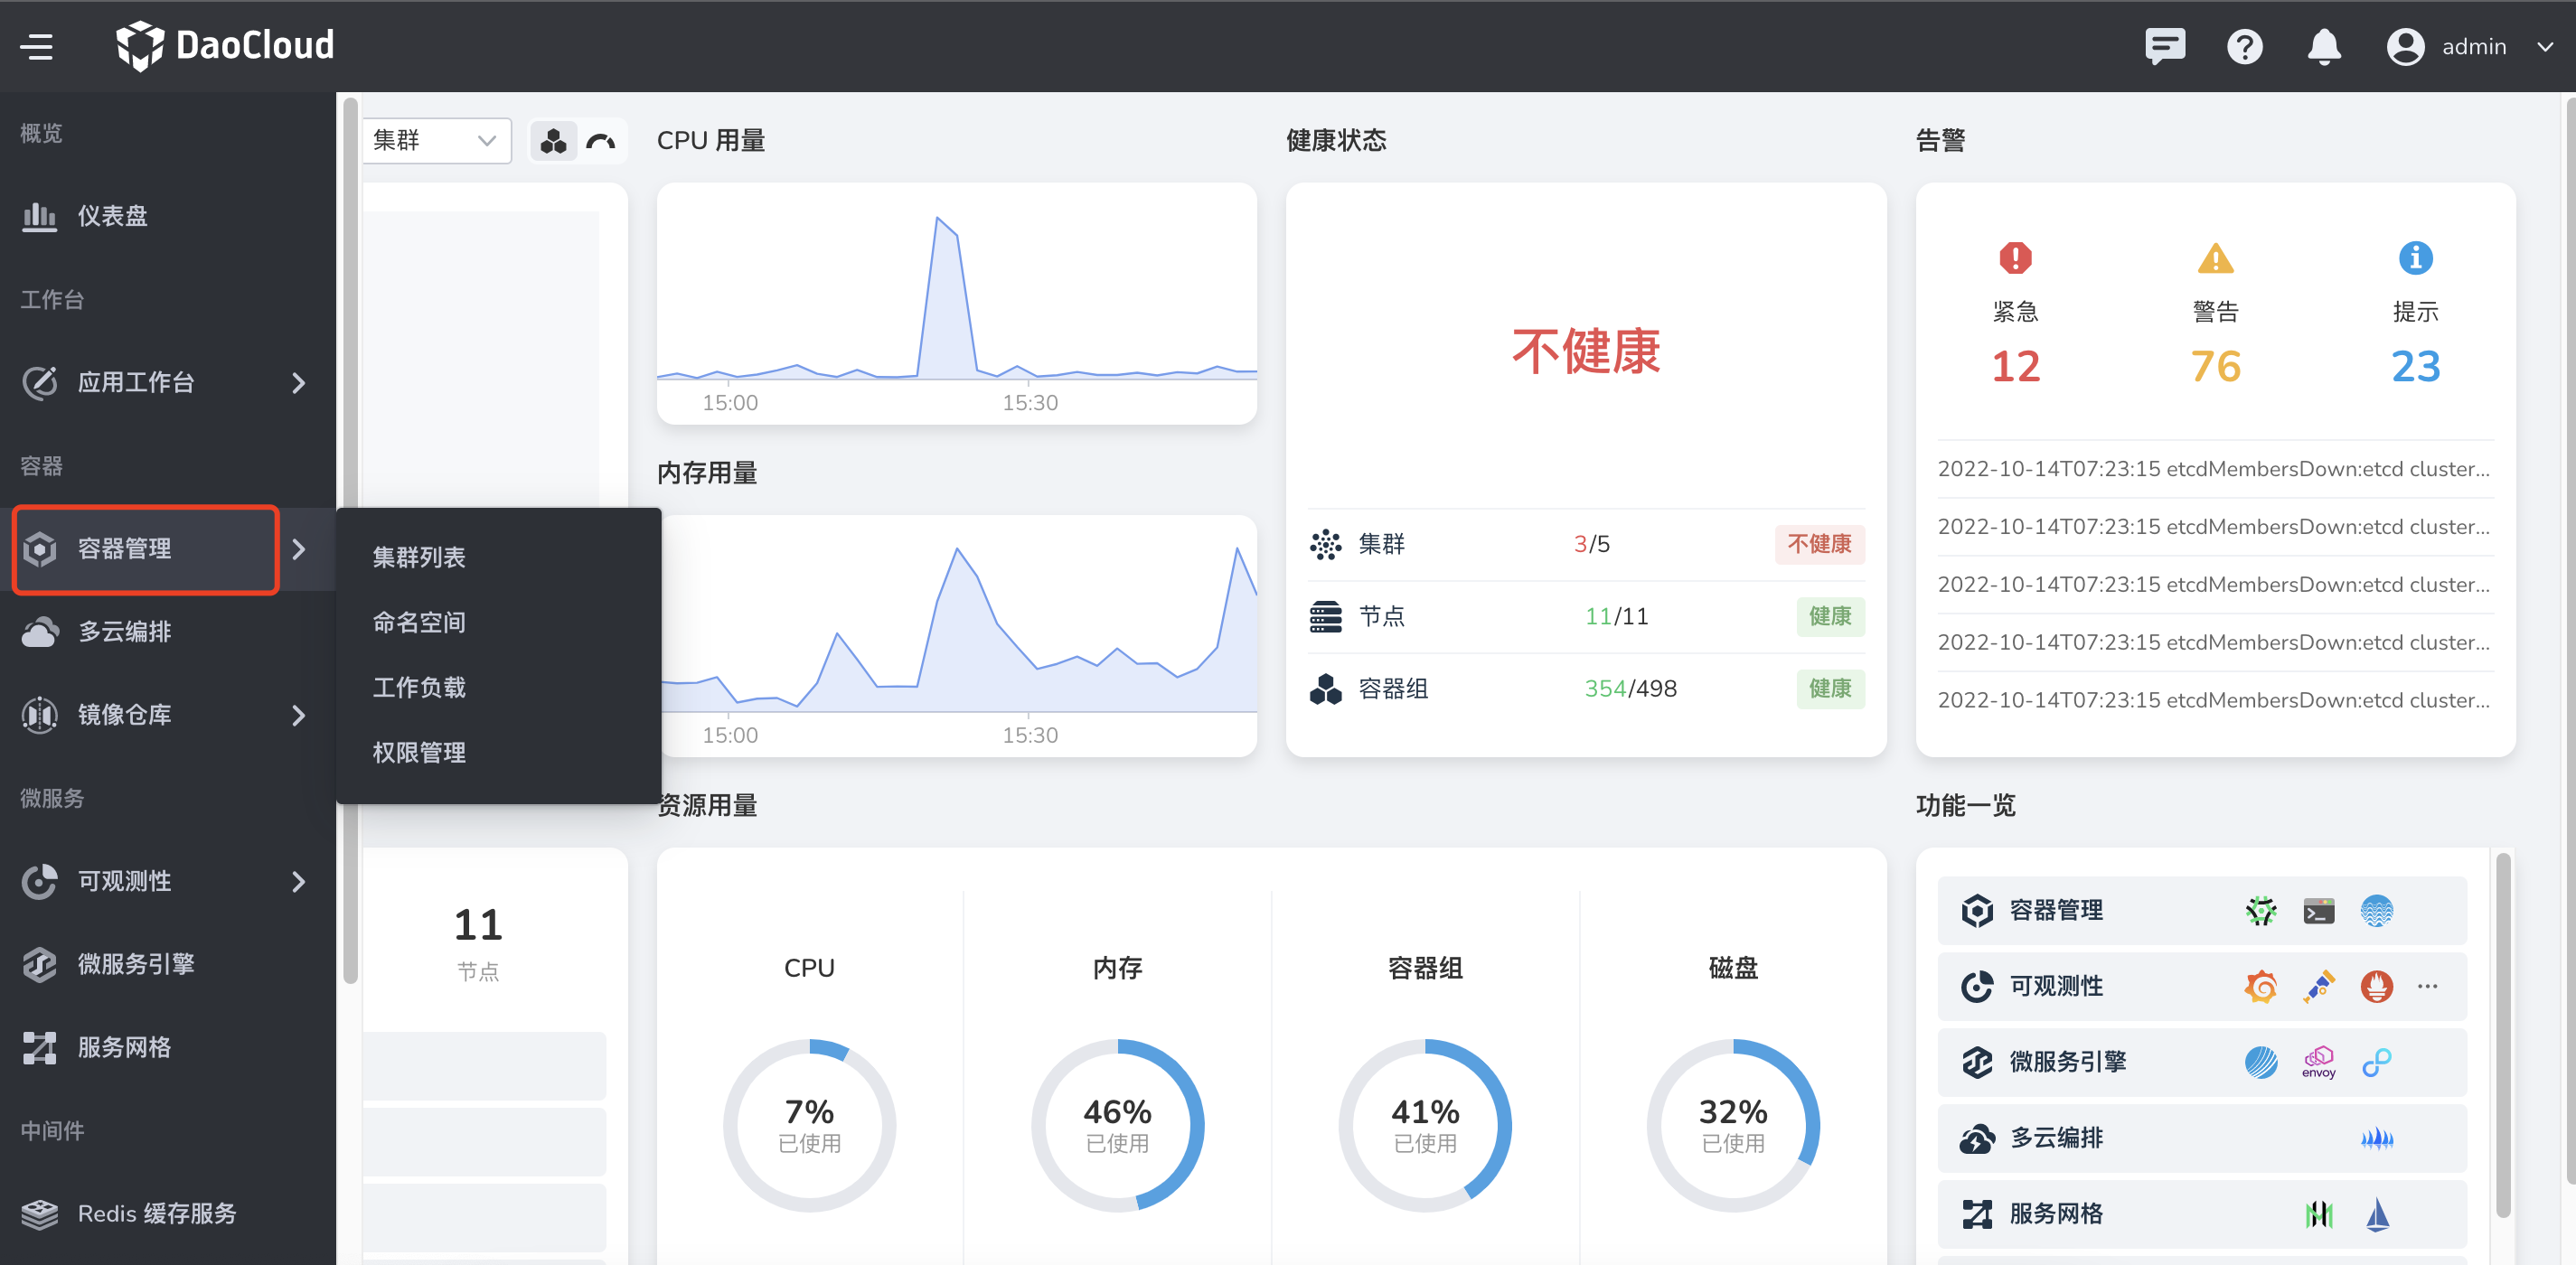 DaoCloud
admin
概览
仪表盘
工作台
应用工作台
容器
容器管理
多云编排
镜像仓库
微服务
可观测性
微服务引擎
服务网格
中间件
Redis 缓存服务
集群列表
命名空间
工作负载
权限管理
集群
11
节点
CPU 用量
15:00 15:30
内存用量
15:00 15:30
健康状态
不健康
集群 3/5 不健康
节点 11/11 健康
容器组 354/498 健康
告警
紧急 警告 提示
12 76 23
2022-10-14T07:23:15 etcdMembersDown:etcd cluster...
2022-10-14T07:23:15 etcdMembersDown:etcd cluster...
2022-10-14T07:23:15 etcdMembersDown:etcd cluster...
2022-10-14T07:23:15 etcdMembersDown:etcd cluster...
2022-10-14T07:23:15 etcdMembersDown:etcd cluster...
资源用量
CPU 内存 容器组 磁盘
7% 46% 41% 32%
已使用 已使用 已使用 已使用
功能一览
容器管理
可观测性 ...
微服务引擎 envoy
多云编排
服务网格